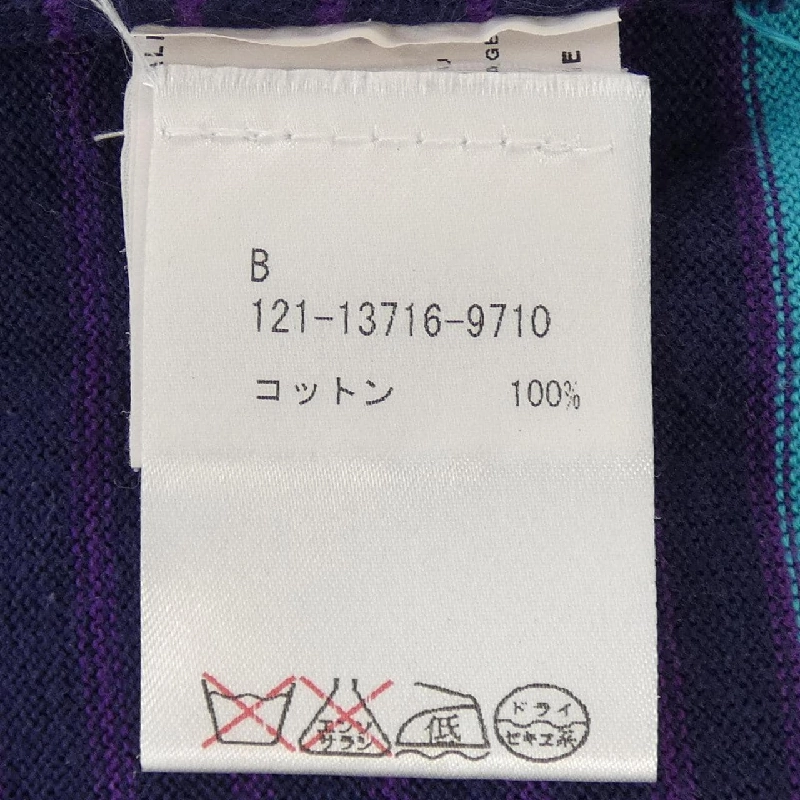 B
121-13716-9710
コットン 100%
エンソ
サラシ
低
ドライ
セキユ系